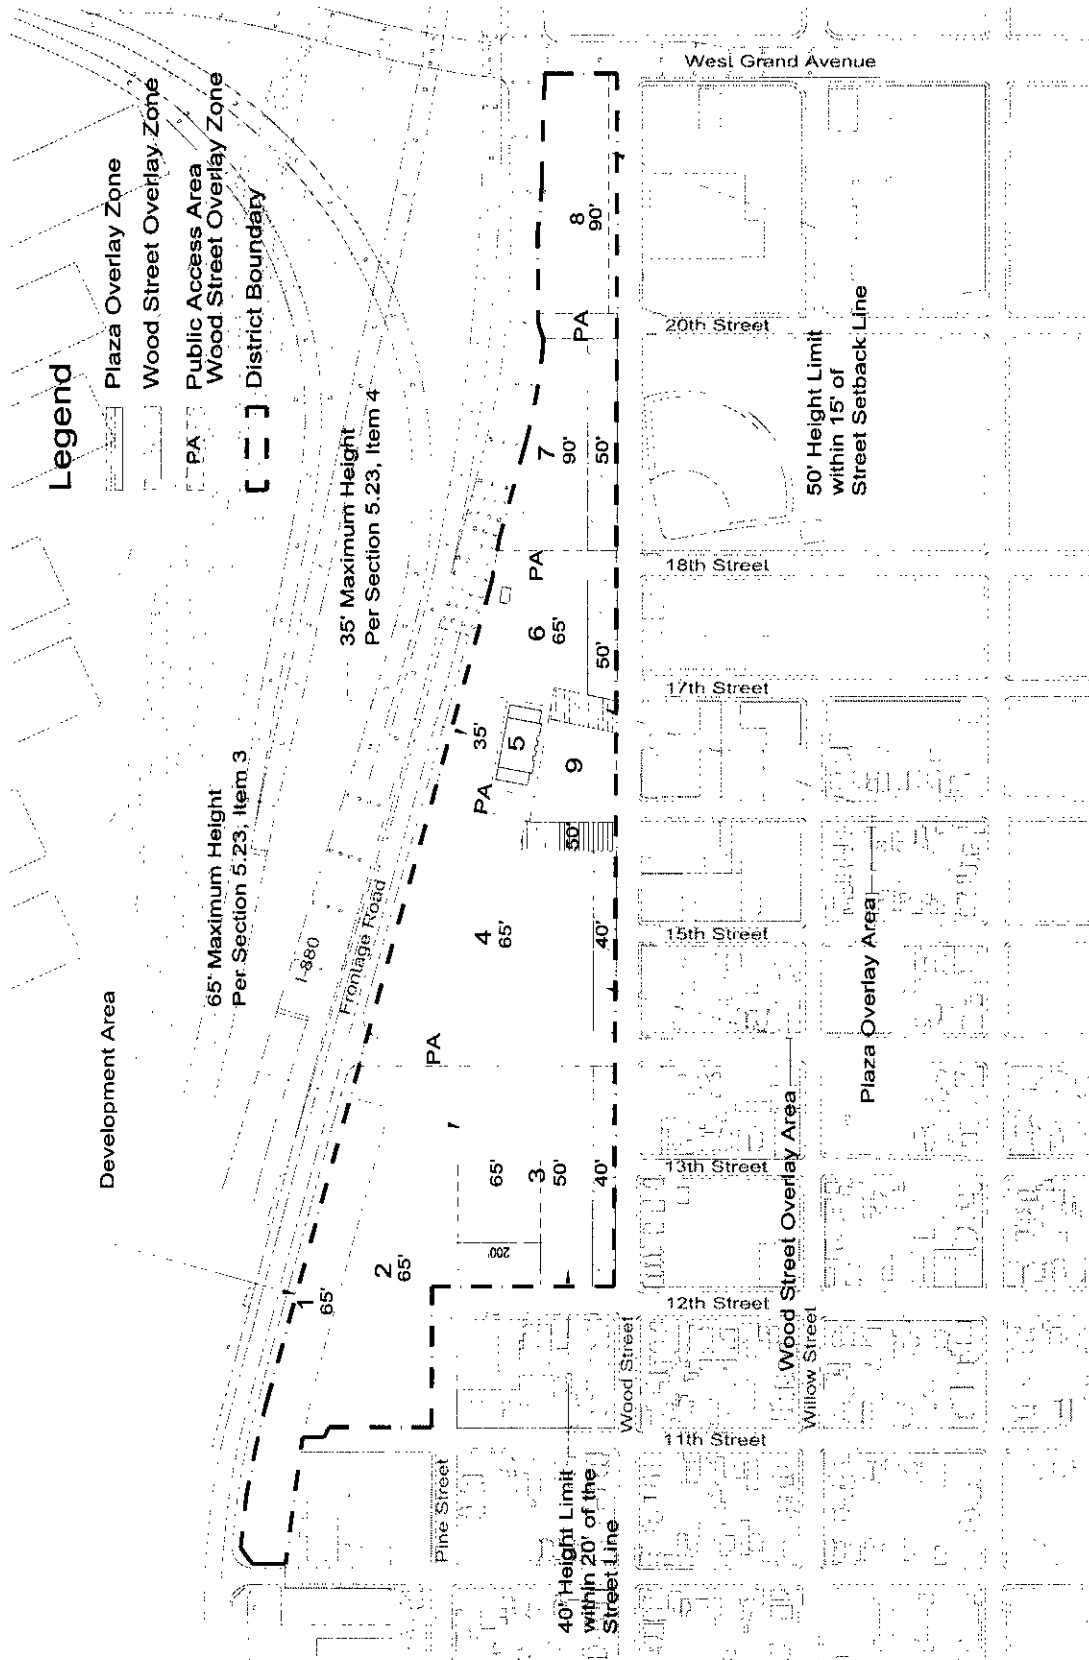 Legend
Plaza Overlay Zone
Wood Street Overlay Zone
PA
Public Access Area
Wood Street Overlay Zone
District Boundary
West Grand Avenue
Development Area
65' Maximum Height
Per Section 5.23, Item 3
35' Maximum Height
Per Section 5.23, Item 4
I-880
Frontage Road
1
65'
2
65'
65'
3
50'
40'
200'
PA
4
65'
40'
50'
PA
35'
5
9
6
65'
50'
PA
7
90'
50'
PA
8
90'
20th Street
18th Street
17th Street
15th Street
13th Street
12th Street
11th Street
50' Height Limit
within 15' of
Street Setback Line
40' Height Limit
within 20' of the
Street Line
Wood Street Overlay Area
Plaza Overlay Area
Pine Street
Wood Street
Willow Street